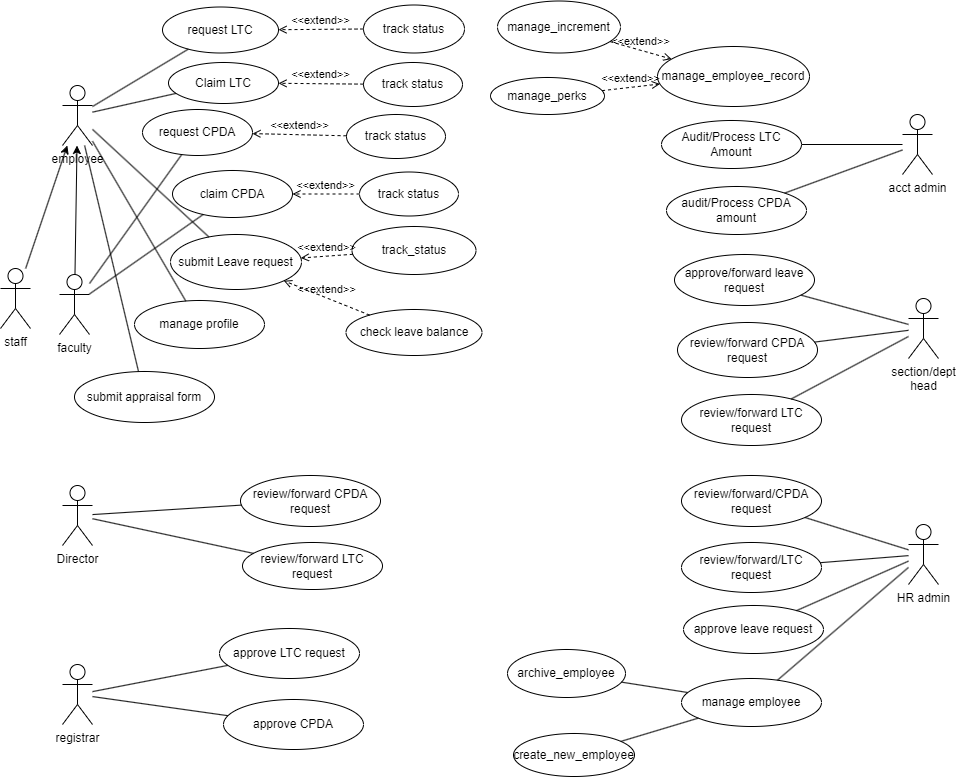 request LTC
<<extend>>
track status
Claim LTC
<<extend>>
track status
request CPDA
<<extend>>
track status
employee
claim CPDA
<<extend>>
track status
submit Leave request
<<extend>>
track_status
<<extend>>
check leave balance
manage profile
staff
faculty
submit appraisal form
manage_increment
<<extend>>
manage_employee_record
<<extend>>
manage_perks
Audit/Process LTC
Amount
acct admin
audit/Process CPDA
amount
approve/forward leave
request
review/forward CPDA
request
section/dept
head
review/forward LTC
request
Director
review/forward CPDA
request
review/forward LTC
request
review/forward/CPDA
request
review/forward/LTC
request
HR admin
approve leave request
archive_employee
manage employee
create_new_employee
approve LTC request
registrar
approve CPDA